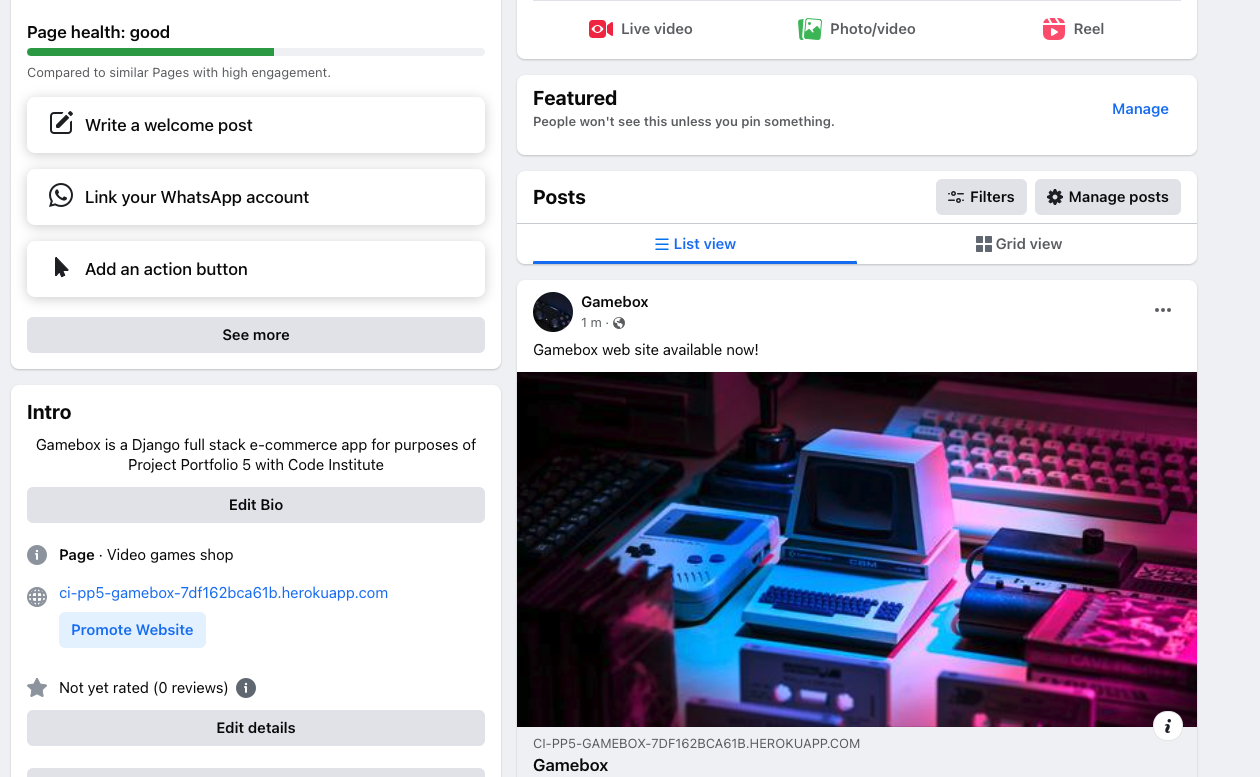 Page health: good
Compared to similar Pages with high engagement.
Write a welcome post
Link your WhatsApp account
Add an action button
See more
Intro
Gamebox is a Django full stack e-commerce app for purposes of
Project Portfolio 5 with Code Institute
Edit Bio
Page · Video games shop
ci-pp5-gamebox-7df162bca61b.herokuapp.com
Promote Website
Not yet rated (0 reviews)
Edit details
Live video
Photo/video
Reel
Featured
People won't see this unless you pin something.
Manage
Posts
Filters
Manage posts
List view
Grid view
Gamebox
1 m ·
Gamebox web site available now!
CBM
CI-PP5-GAMEBOX-7DF162BCA61B.HEROKUAPP.COM
Gamebox